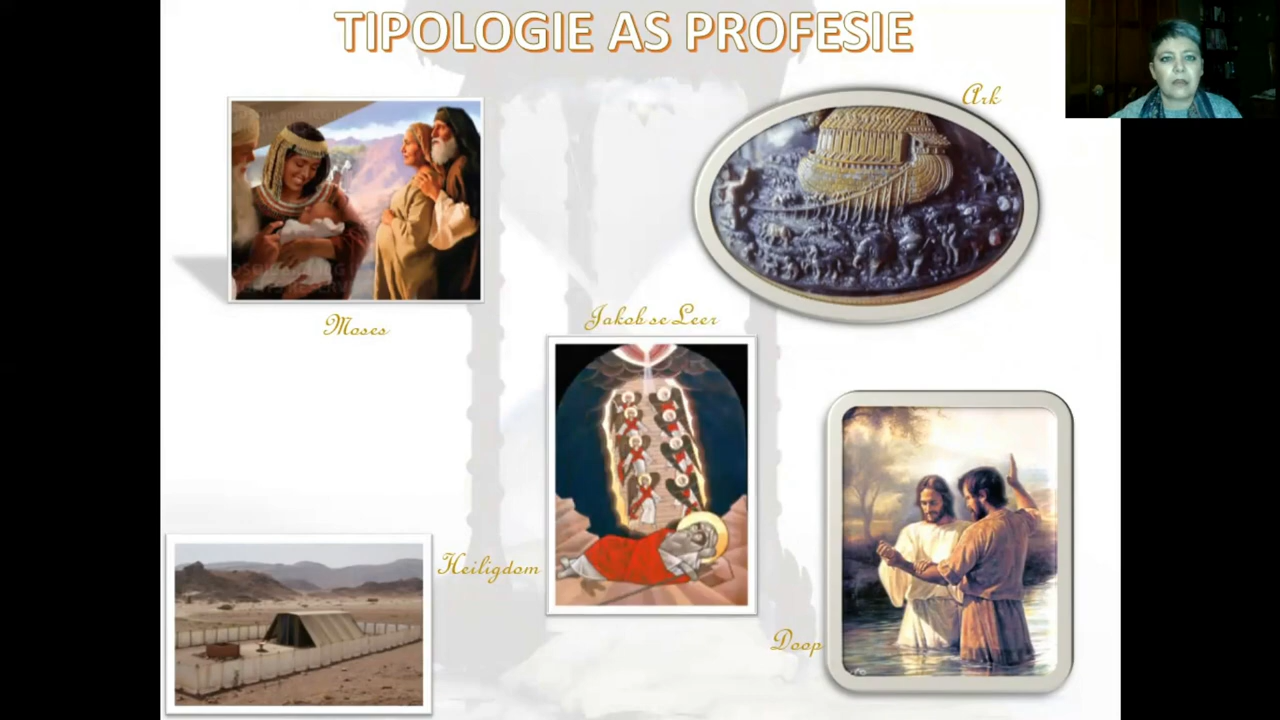 TIPOLOGIE AS PROFESIE
Ark
Moses
Jakob se Leer
Heiligdom
Doop